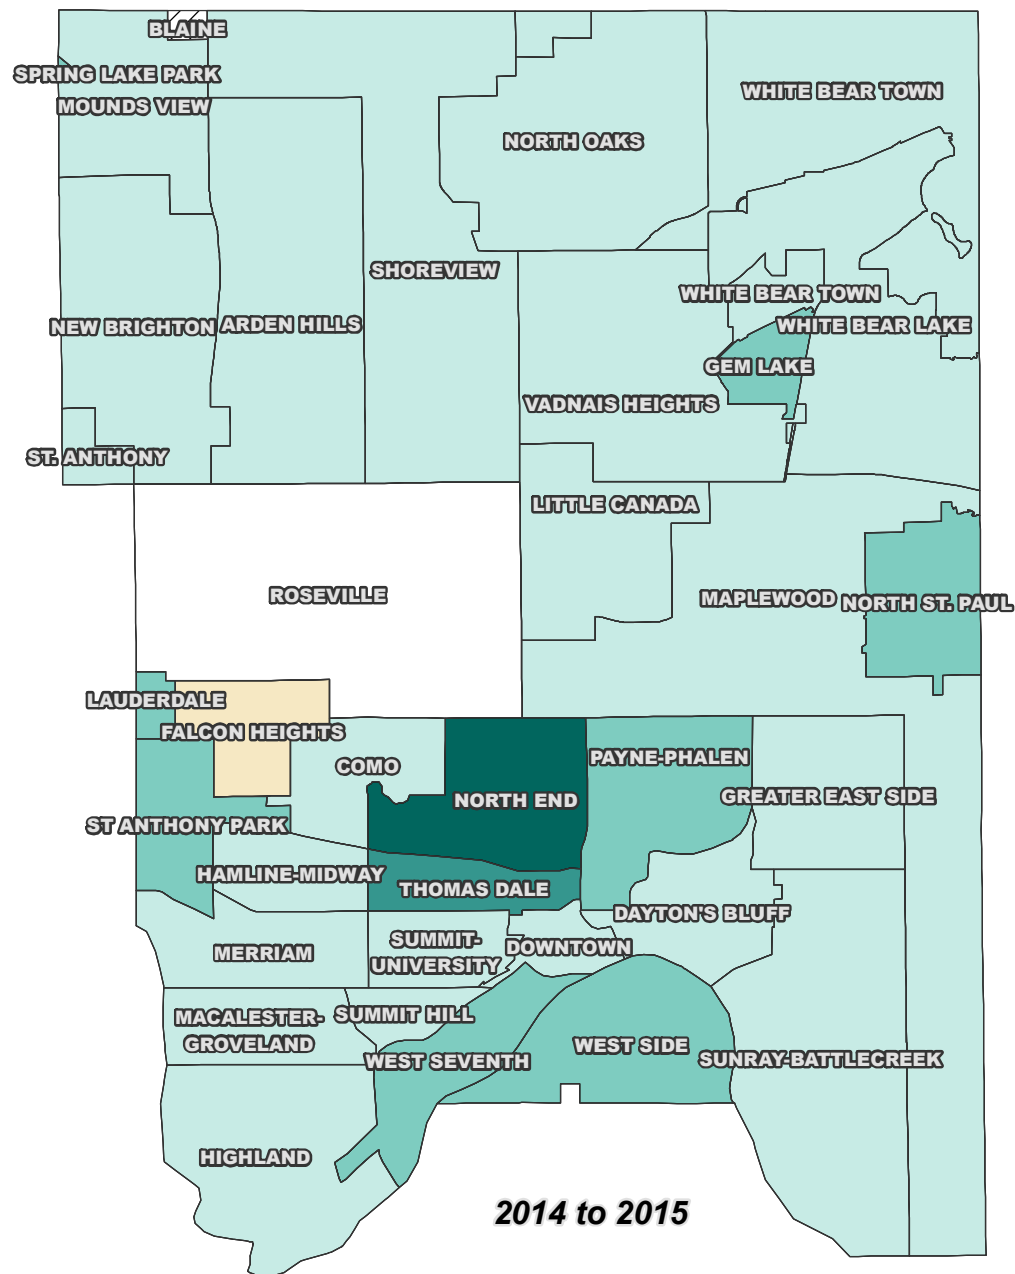 BLAINE
SPRING LAKE PARK
MOUNDS VIEW
WHITE BEAR TOWN
NORTH OAKS
SHOREVIEW
WHITE BEAR TOWN
NEW BRIGHTON
ARDEN HILLS
WHITE BEAR LAKE
GEM LAKE
VADNAIS HEIGHTS
ST. ANTHONY
LITTLE CANADA
ROSEVILLE
MAPLEWOOD
NORTH ST. PAUL
LAUDERDALE
FALCON HEIGHTS
PAYNE-PHALEN
COMO
NORTH END
GREATER EAST SIDE
ST ANTHONY PARK
HAMLINE-MIDWAY
THOMAS DALE
DAYTON'S BLUFF
MERRIAM
SUMMIT-
UNIVERSITY
DOWNTOWN
MACALESTER-
GROVELAND
SUMMIT HILL
WEST SEVENTH
WEST SIDE
SUNRAY-BATTLECREEK
HIGHLAND
2014 to 2015